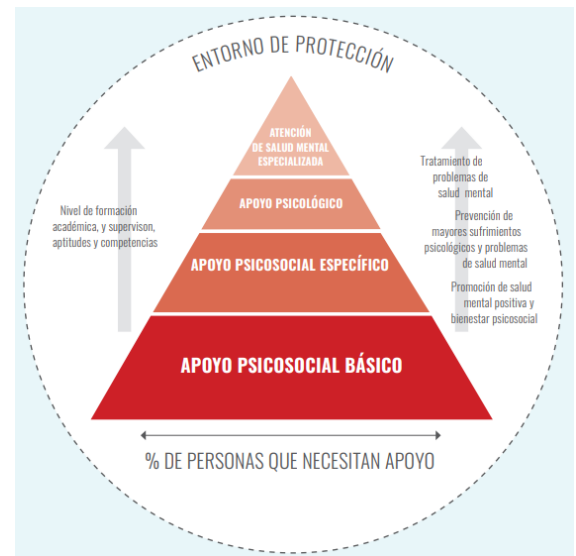 ENTORNO DE PROTECCIÓN
ATENCIÓN
DE SALUD MENTAL
ESPECIALIZADA
APOYO PSICOLÓGICO
APOYO PSICOSOCIAL ESPECÍFICO
APOYO PSICOSOCIAL BÁSICO
Nivel de formación
académica, y supervison,
aptitudes y competencias
Tratamiento de
problemas de
salud mental
Prevención de
mayores sufrimientos
psicológicos y problemas
de salud mental
Promoción de salud
mental positiva y
bienestar psicosocial
% DE PERSONAS QUE NECESITAN APOYO